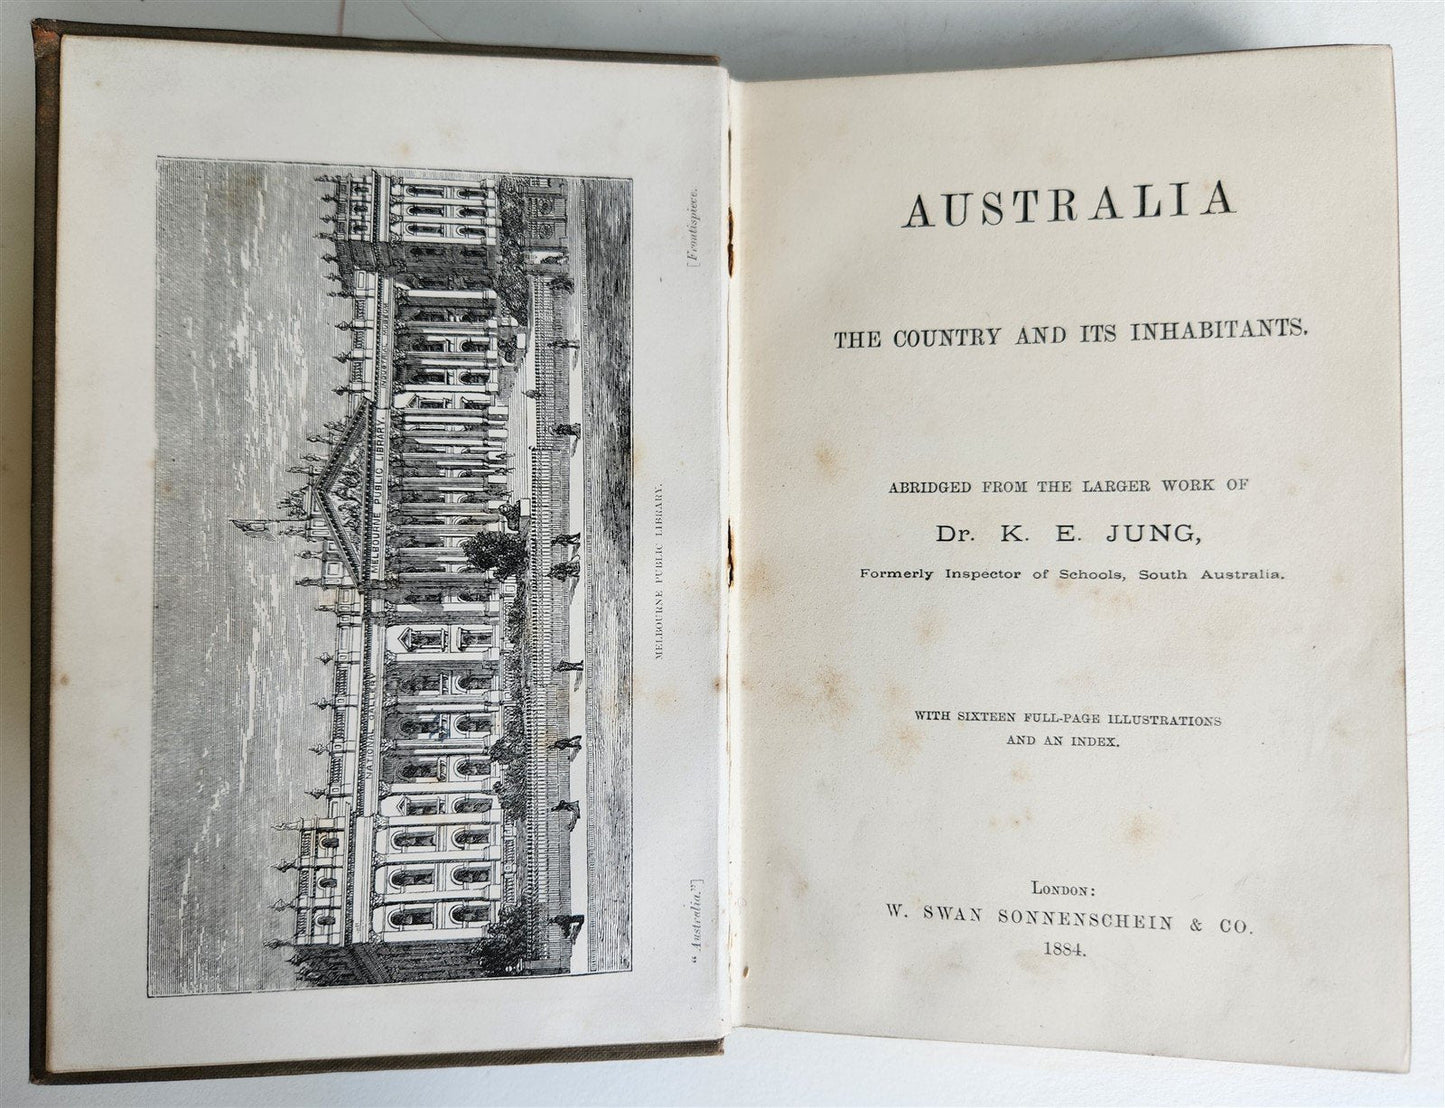 [Frontispiece.
INDUSTRIAL MUSEUM
MELBOURNE PUBLIC LIBRARY.
NATIONAL GALLERY
MELBOURNE PUBLIC LIBRARY.
"Australia."]
AUSTRALIA
THE COUNTRY AND ITS INHABITANTS.
ABRIDGED FROM THE LARGER WORK OF
Dr. K. E. JUNG,
Formerly Inspector of Schools, South Australia.
WITH SIXTEEN FULL-PAGE ILLUSTRATIONS
AND AN INDEX.
LONDON:
W. SWAN SONNENSCHEIN & CO.
1884.